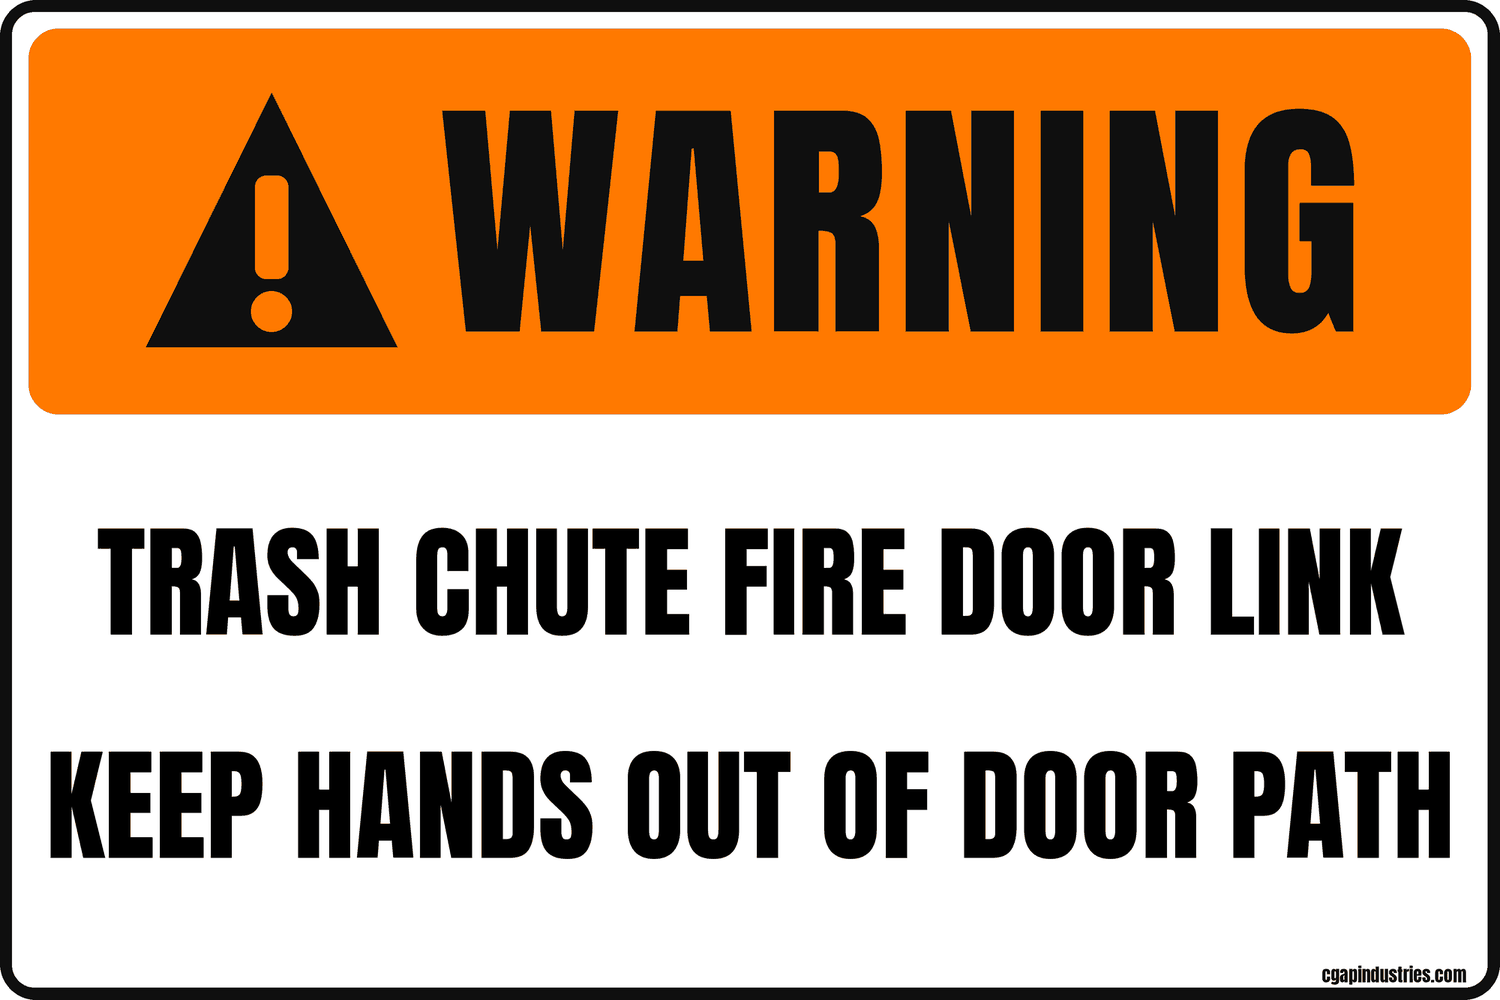 WARNING
TRASH CHUTE FIRE DOOR LINK
KEEP HANDS OUT OF DOOR PATH
cgapindustries.com